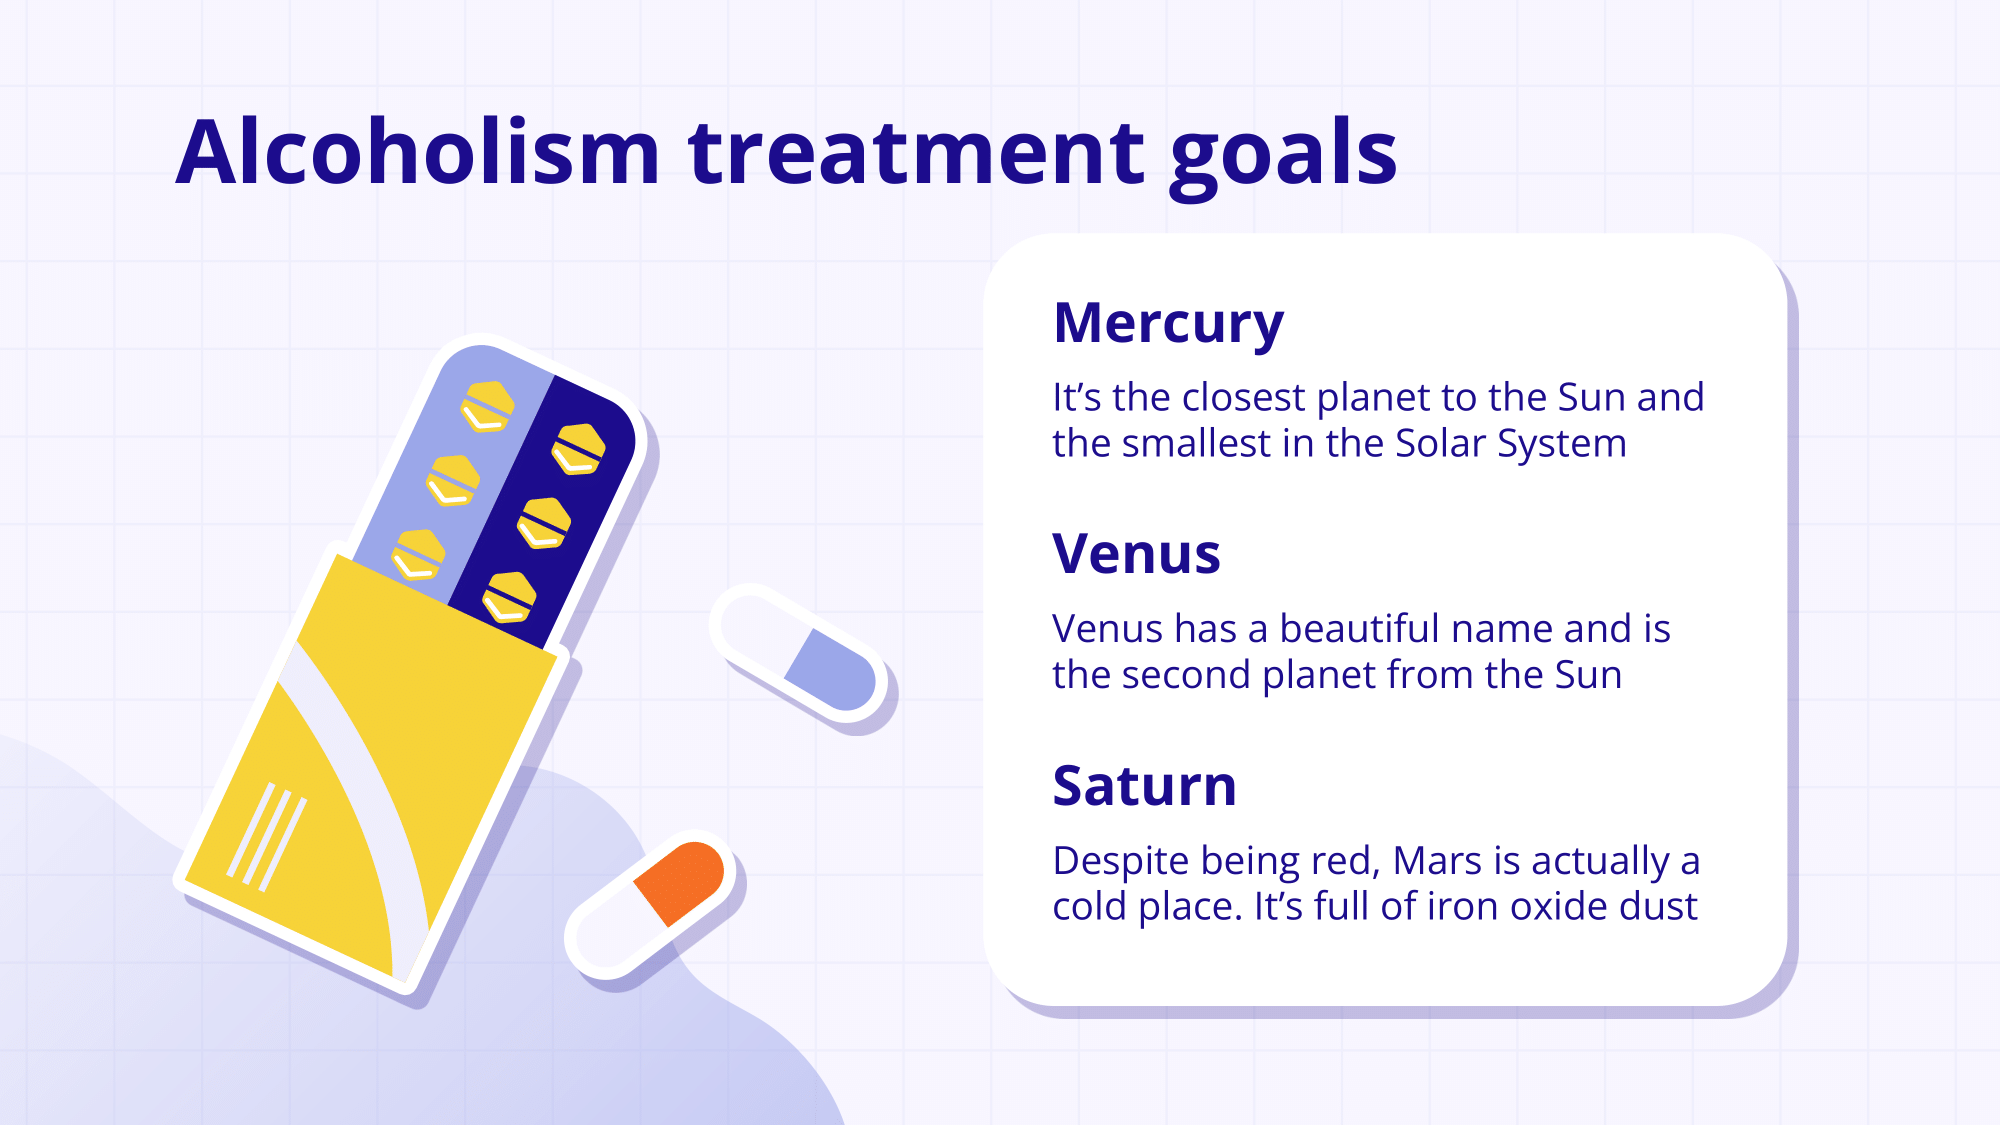 Alcoholism treatment goals
Mercury
It’s the closest planet to the Sun and
the smallest in the Solar System
Venus
Venus has a beautiful name and is
the second planet from the Sun
Saturn
Despite being red, Mars is actually a
cold place. It’s full of iron oxide dust